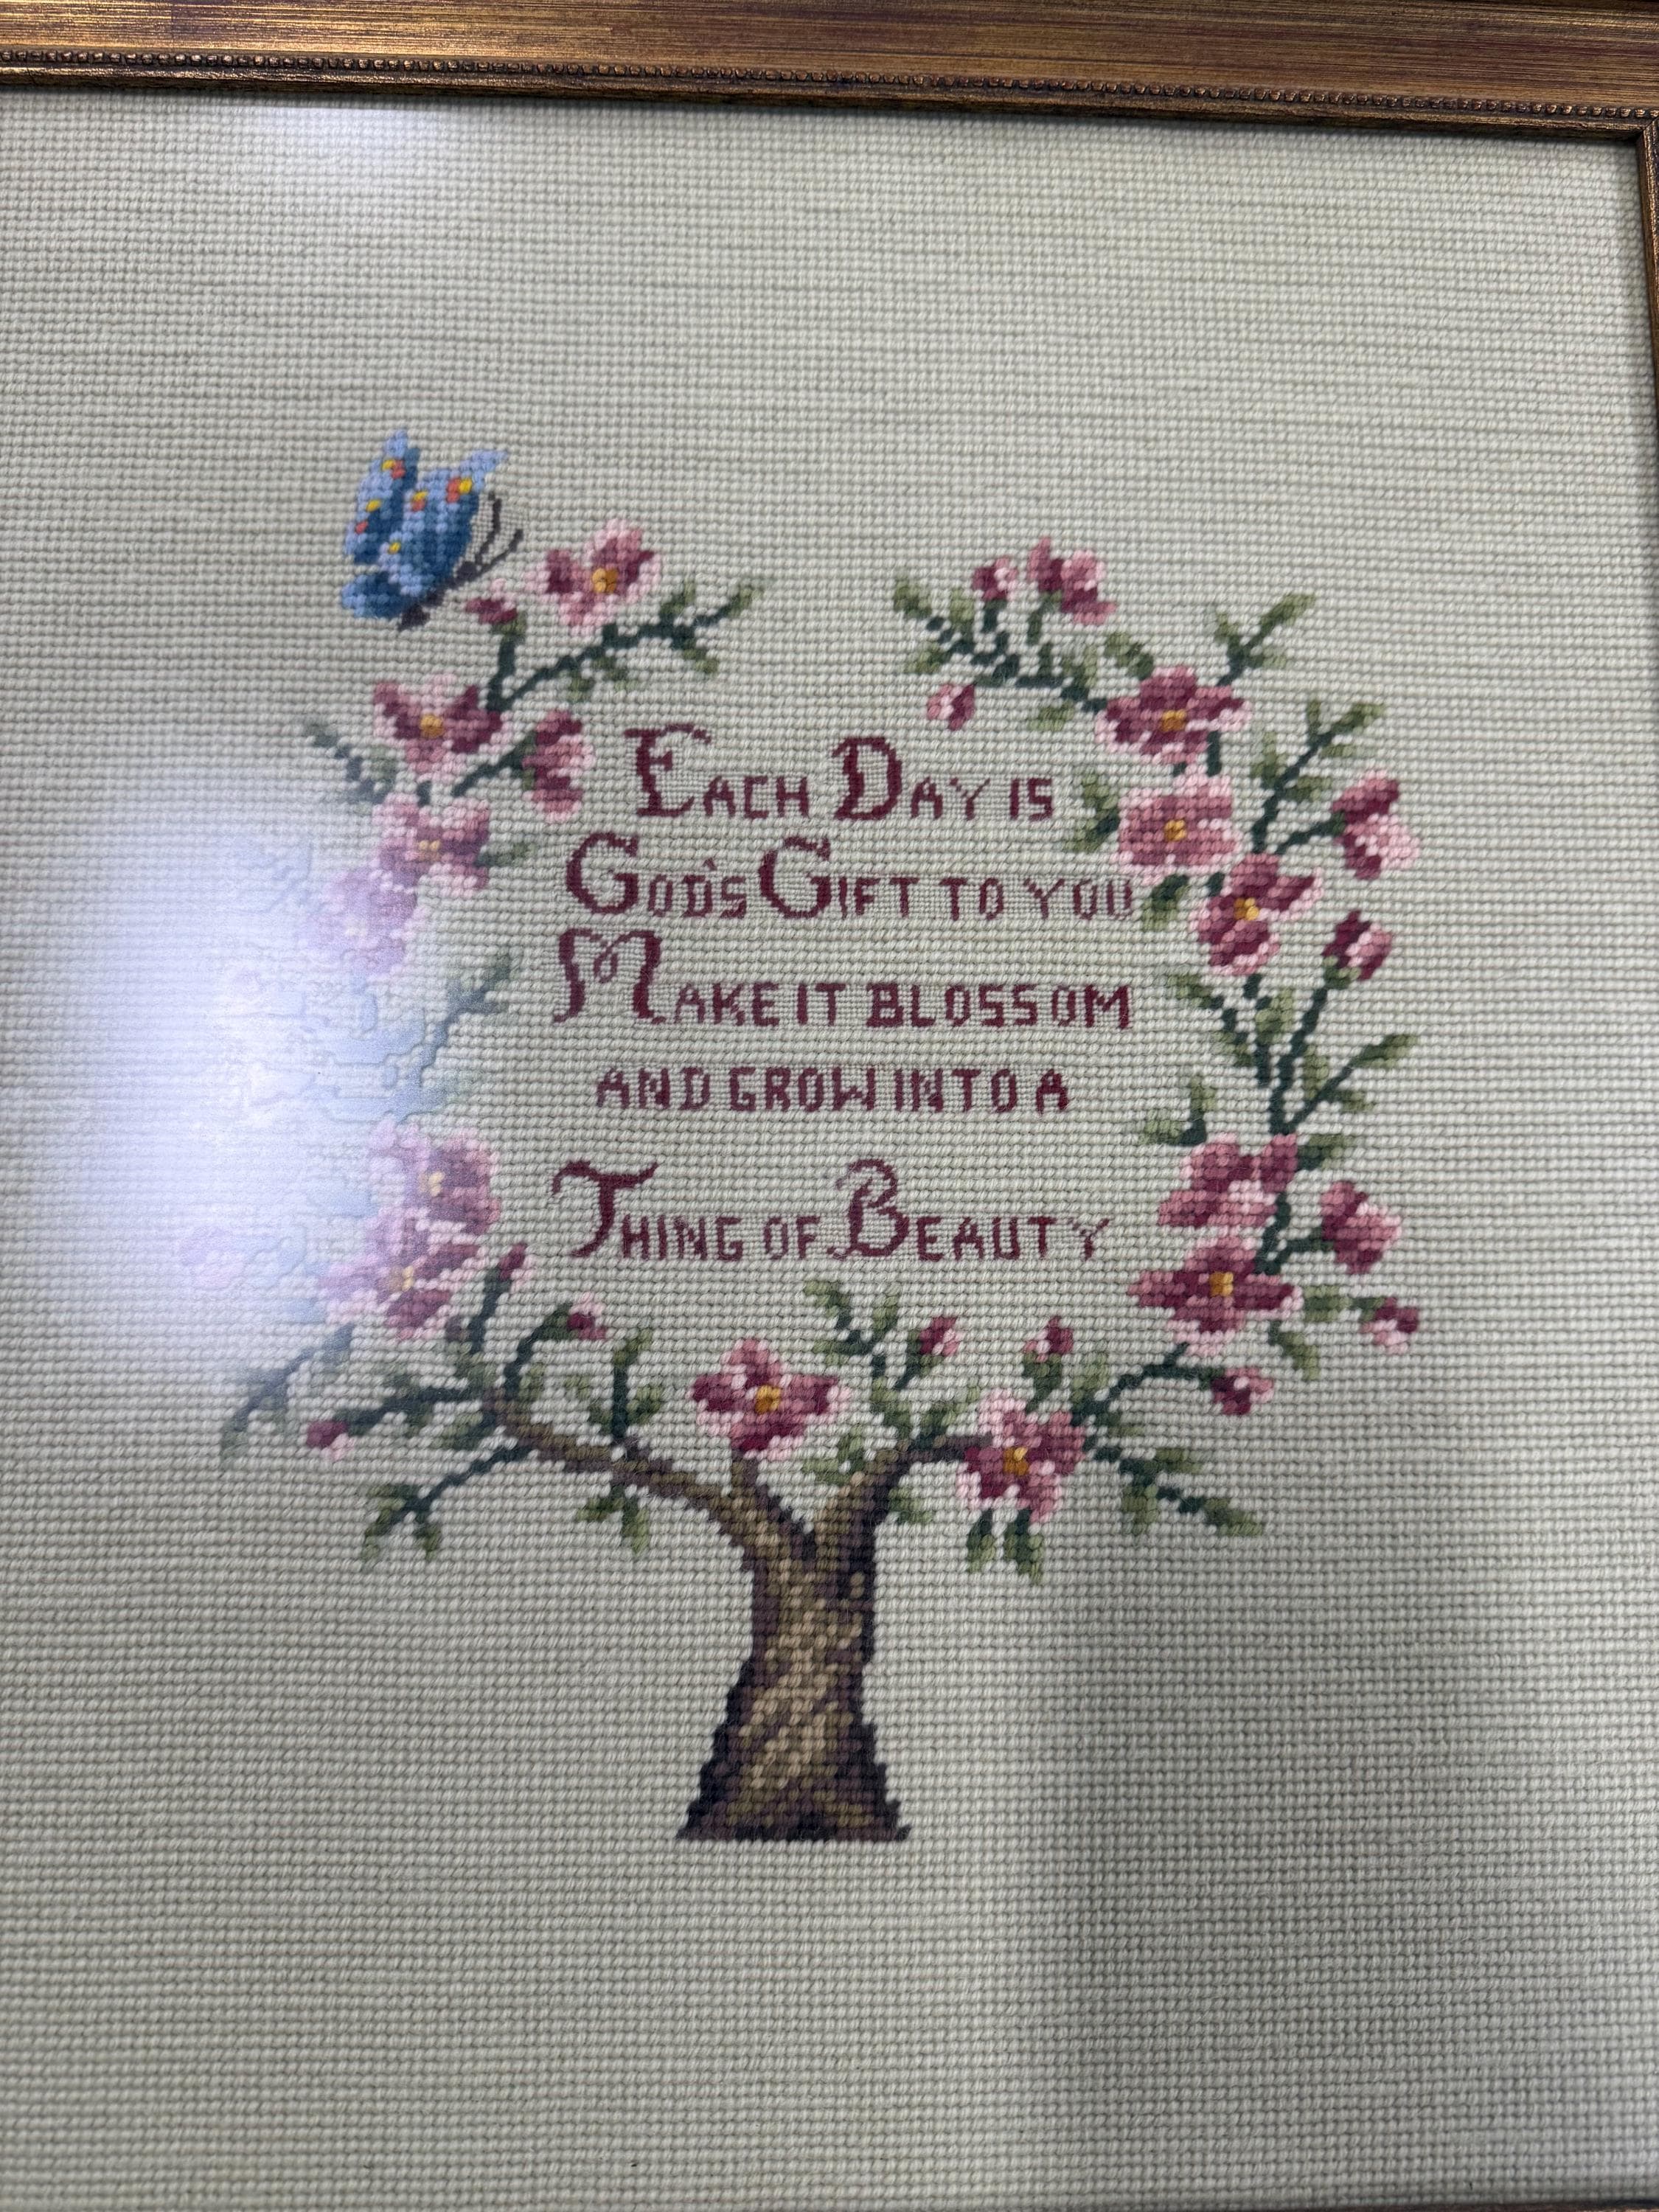 Each Day is
God's Gift to you
Make it blossom
and grow into a
Thing of Beauty